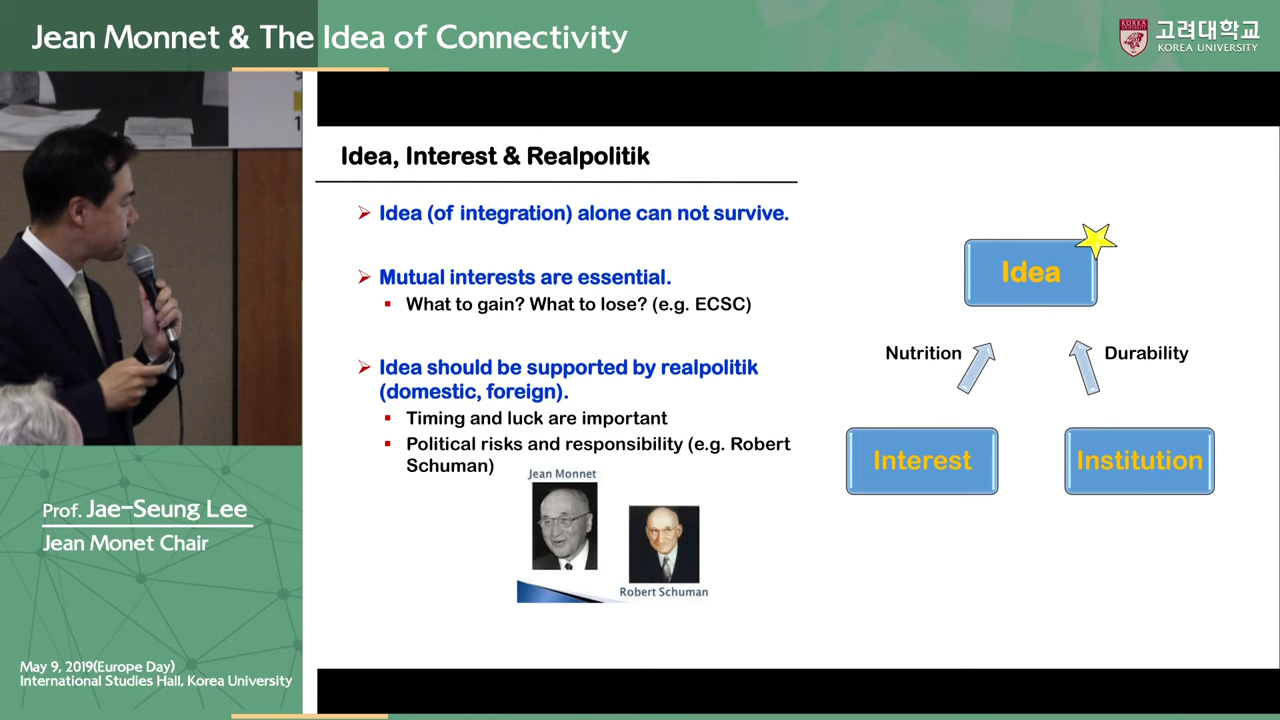 Jean Monnet & The Idea of Connectivity
고려대학교
KOREA UNIVERSITY
Idea, Interest & Realpolitik
Idea (of integration) alone can not survive.
Mutual interests are essential.
What to gain? What to lose? (e.g. ECSC)
Idea should be supported by realpolitik
(domestic, foreign).
Timing and luck are important
Political risks and responsibility (e.g. Robert
Schuman)
Jean Monnet
Robert Schuman
Idea
Nutrition
Durability
Interest
Institution
Prof. Jae-Seung Lee
Jean Monet Chair
May 9, 2019(Europe Day)
International Studies Hall, Korea University